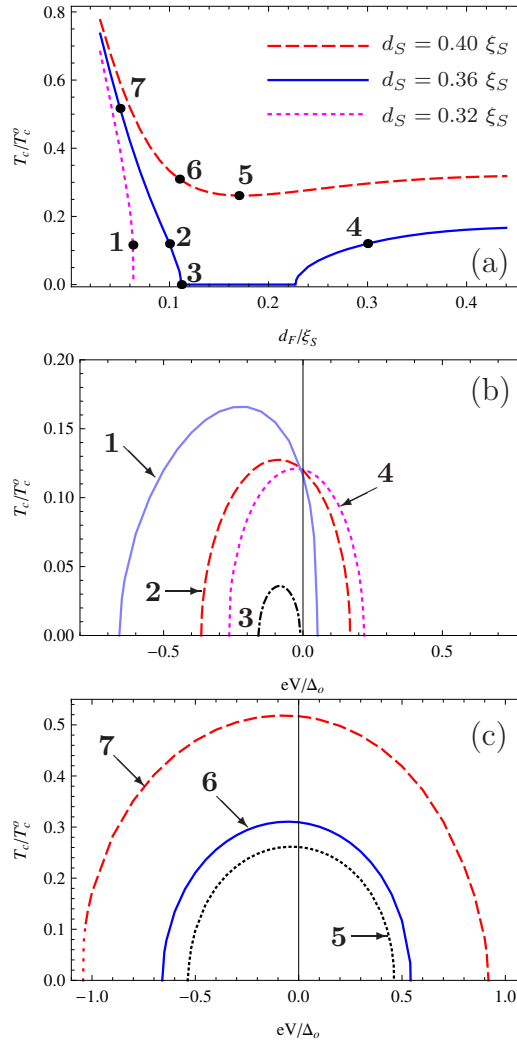 0.8
0.6
0.4
0.2
0.0
T_c/T_c^o
d_S = 0.40 ξ_S
d_S = 0.36 ξ_S
d_S = 0.32 ξ_S
7
6
5
1
2
3
4
(a)
0.1 0.2 0.3 0.4
d_F/ξ_S
0.20
0.15
0.10
0.05
0.00
T_c/T_c^o
(b)
1
4
2
3
−0.5 0.0 0.5
eV/Δ_o
0.5
0.4
0.3
0.2
0.1
0.0
T_c/T_c^o
(c)
7
6
5
−1.0 −0.5 0.0 0.5 1.0
eV/Δ_o